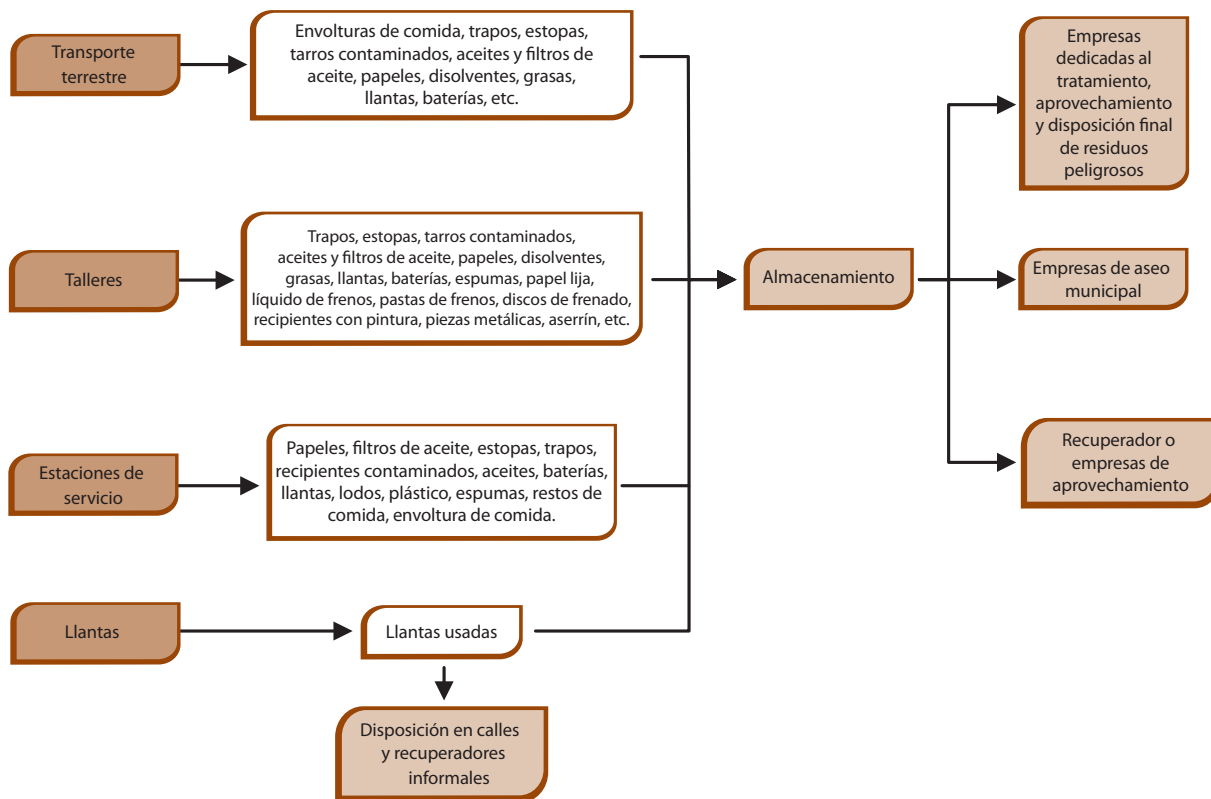 Transporte
terrestre
Envolturas de comida, trapos, estopas,
tarros contaminados, aceites y filtros de
aceite, papeles, disolventes, grasas,
llantas, baterías, etc.
Empresas
dedicadas al
tratamiento,
aprovechamiento
y disposición final
de residuos
peligrosos
Talleres
Trapos, estopas, tarros contaminados,
aceites y filtros de aceite, papeles, disolventes,
grasas, llantas, baterías, espumas, papel lija,
líquido de frenos, pastas de frenos, discos de frenado,
recipientes con pintura, piezas metálicas, aserrín, etc.
Almacenamiento
Empresas de aseo
municipal
Estaciones de
servicio
Papeles, filtros de aceite, estopas, trapos,
recipientes contaminados, aceites, baterías,
llantas, lodos, plástico, espumas, restos de
comida, envoltura de comida.
Recuperador o
empresas de
aprovechamiento
Llantas
Llantas usadas
Disposición en calles
y recuperadores
informales